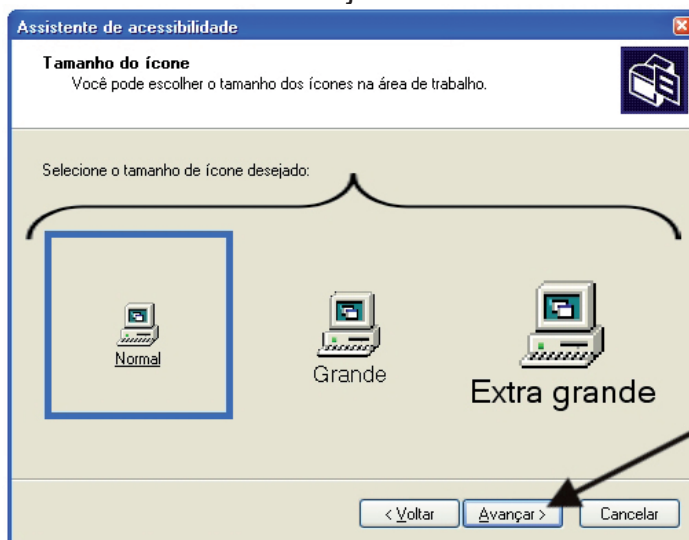 Assistente de acessibilidade
Tamanho do ícone
Você pode escolher o tamanho dos ícones na área de trabalho.
Selecione o tamanho de ícone desejado:
Normal
Grande
Extra grande
< Voltar
Avançar >
Cancelar